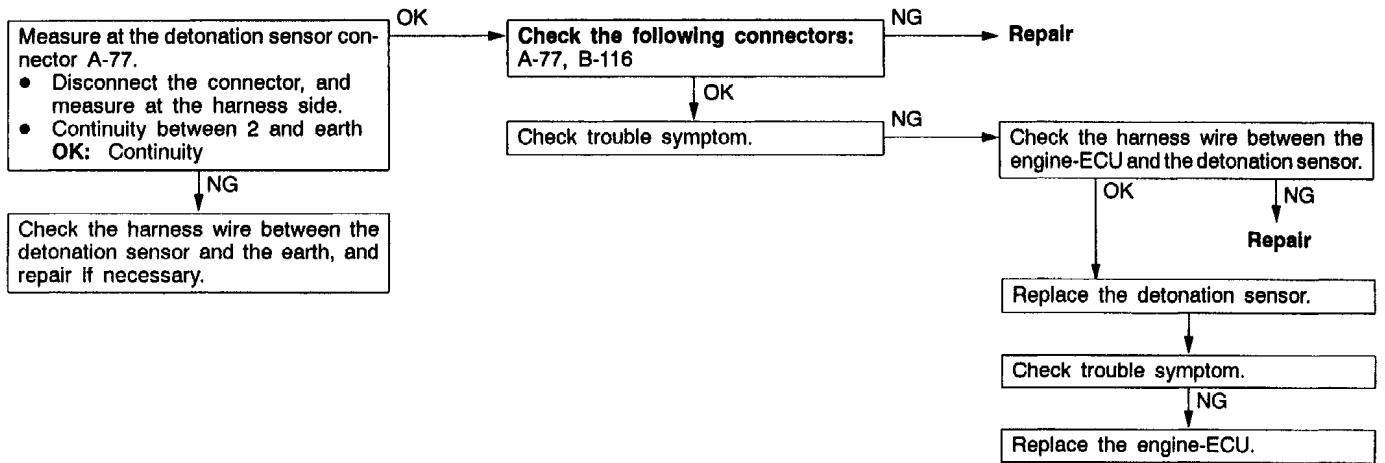 Measure at the detonation sensor con-
nector A-77.
● Disconnect the connector, and
measure at the harness side.
● Continuity between 2 and earth
OK: Continuity
OK
Check the following connectors:
A-77, B-116
NG
Repair
OK
Check trouble symptom.
NG
Check the harness wire between the
engine-ECU and the detonation sensor.
NG
Check the harness wire between the
detonation sensor and the earth, and
repair if necessary.
OK
NG
Repair
Replace the detonation sensor.
Check trouble symptom.
NG
Replace the engine-ECU.